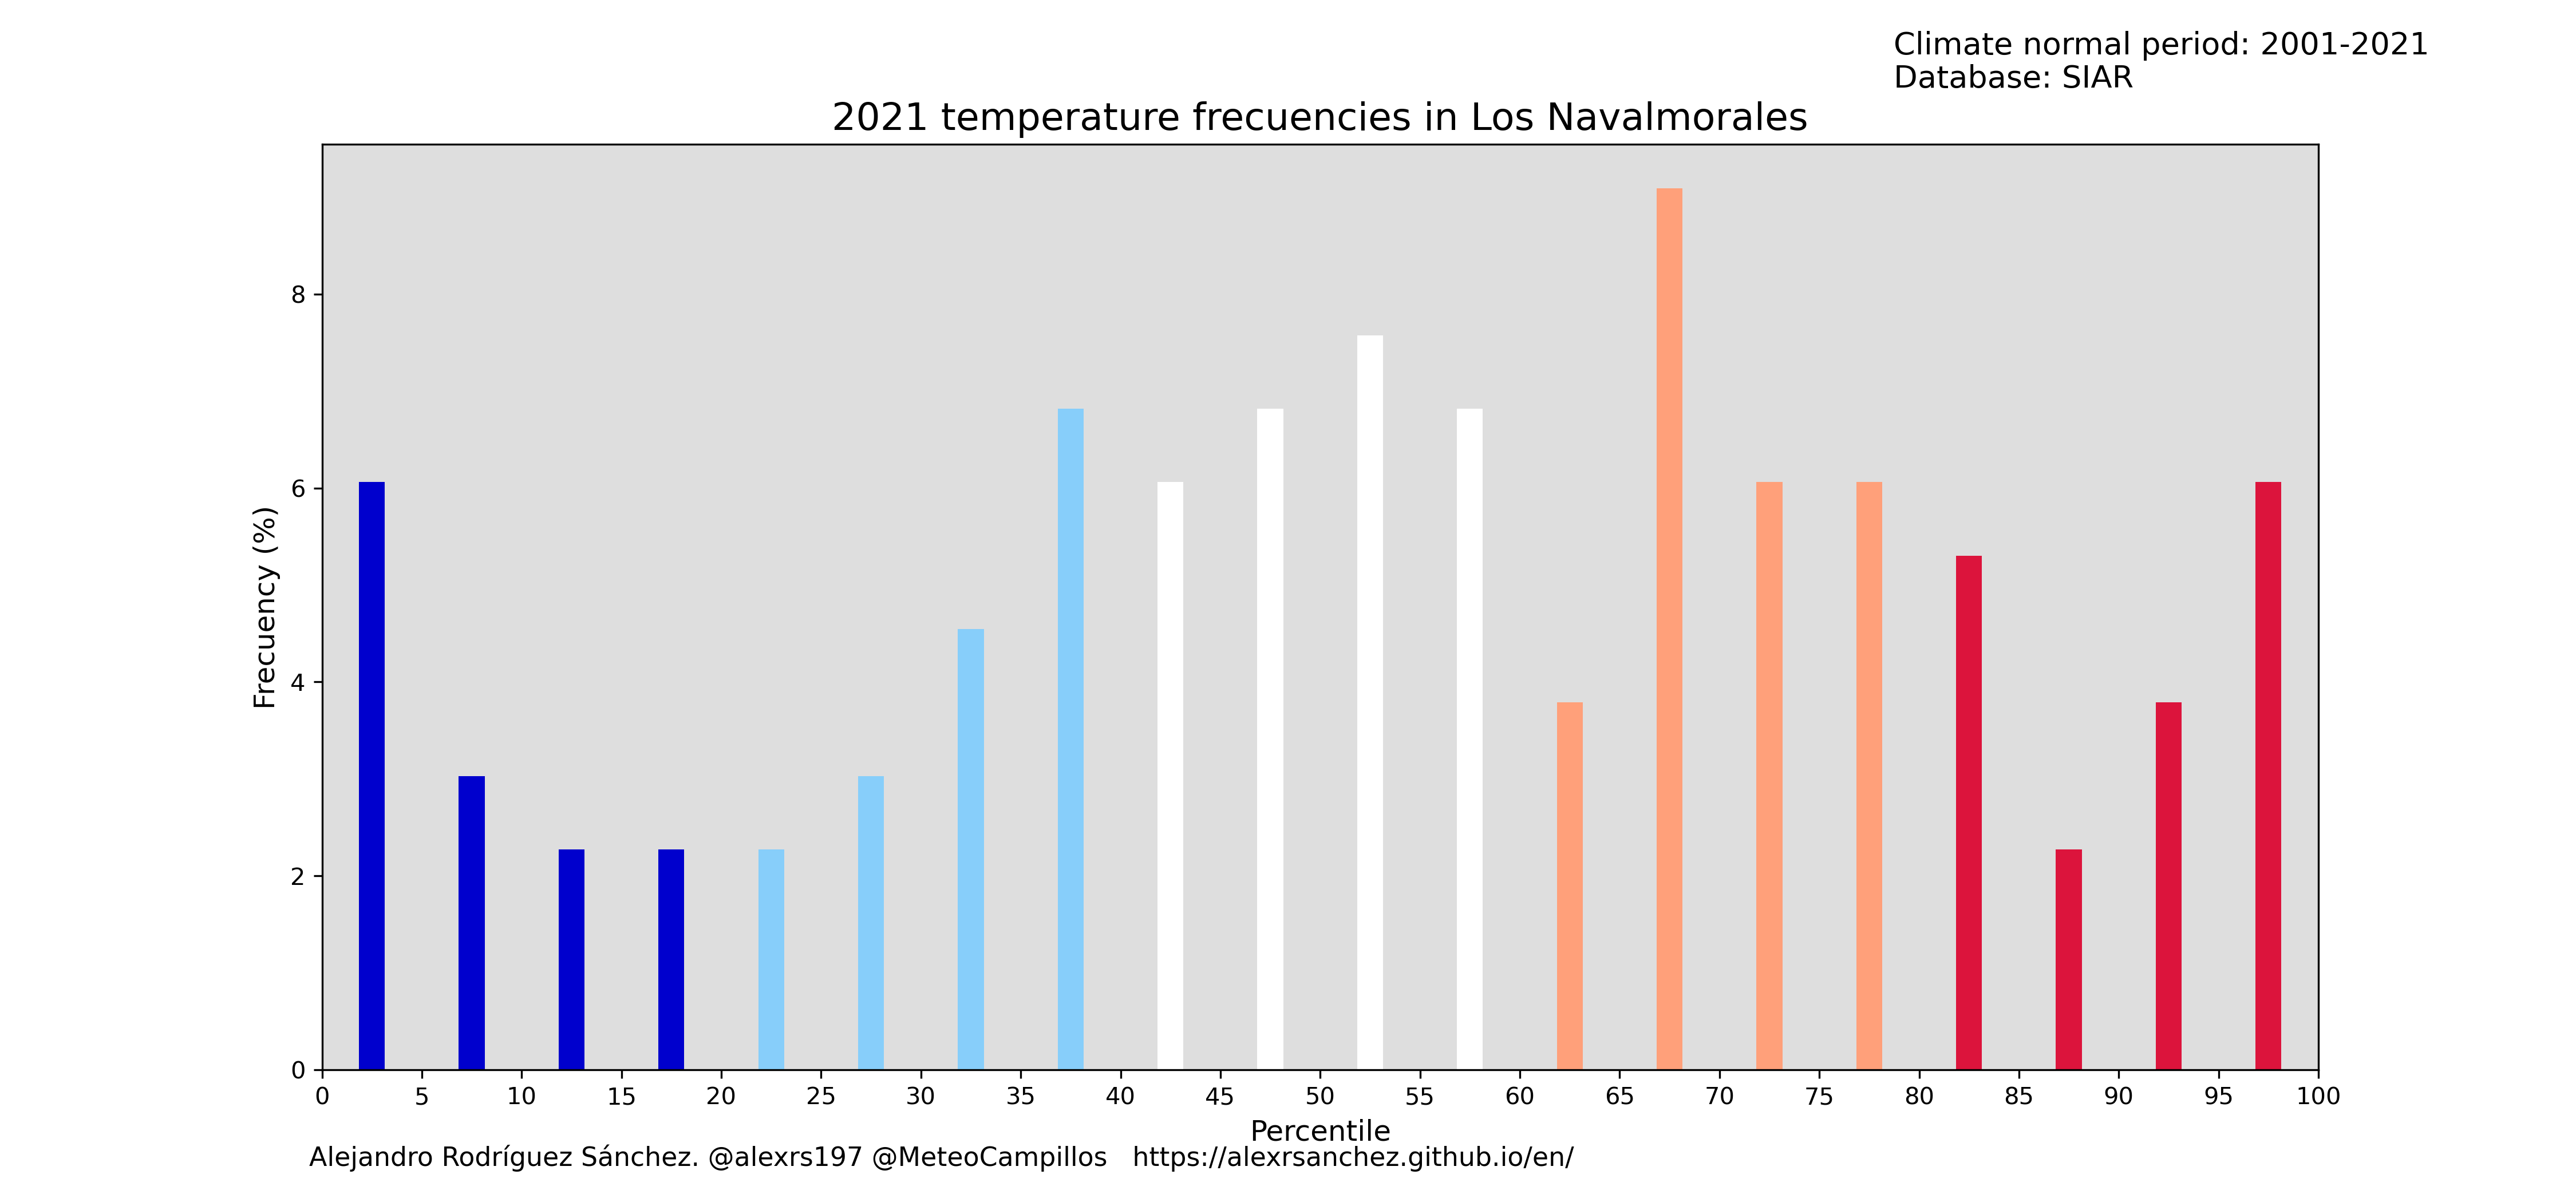 Climate normal period: 2001-2021
Database: SIAR
2021 temperature frecuencies in Los Navalmorales
Frecuency (%)
8
6
4
2
0
0 5 10 15 20 25 30 35 40 45 50 55 60 65 70 75 80 85 90 95 100
Percentile
Alejandro Rodríguez Sánchez. @alexrs197 @MeteoCampillos https://alexrsanchez.github.io/en/